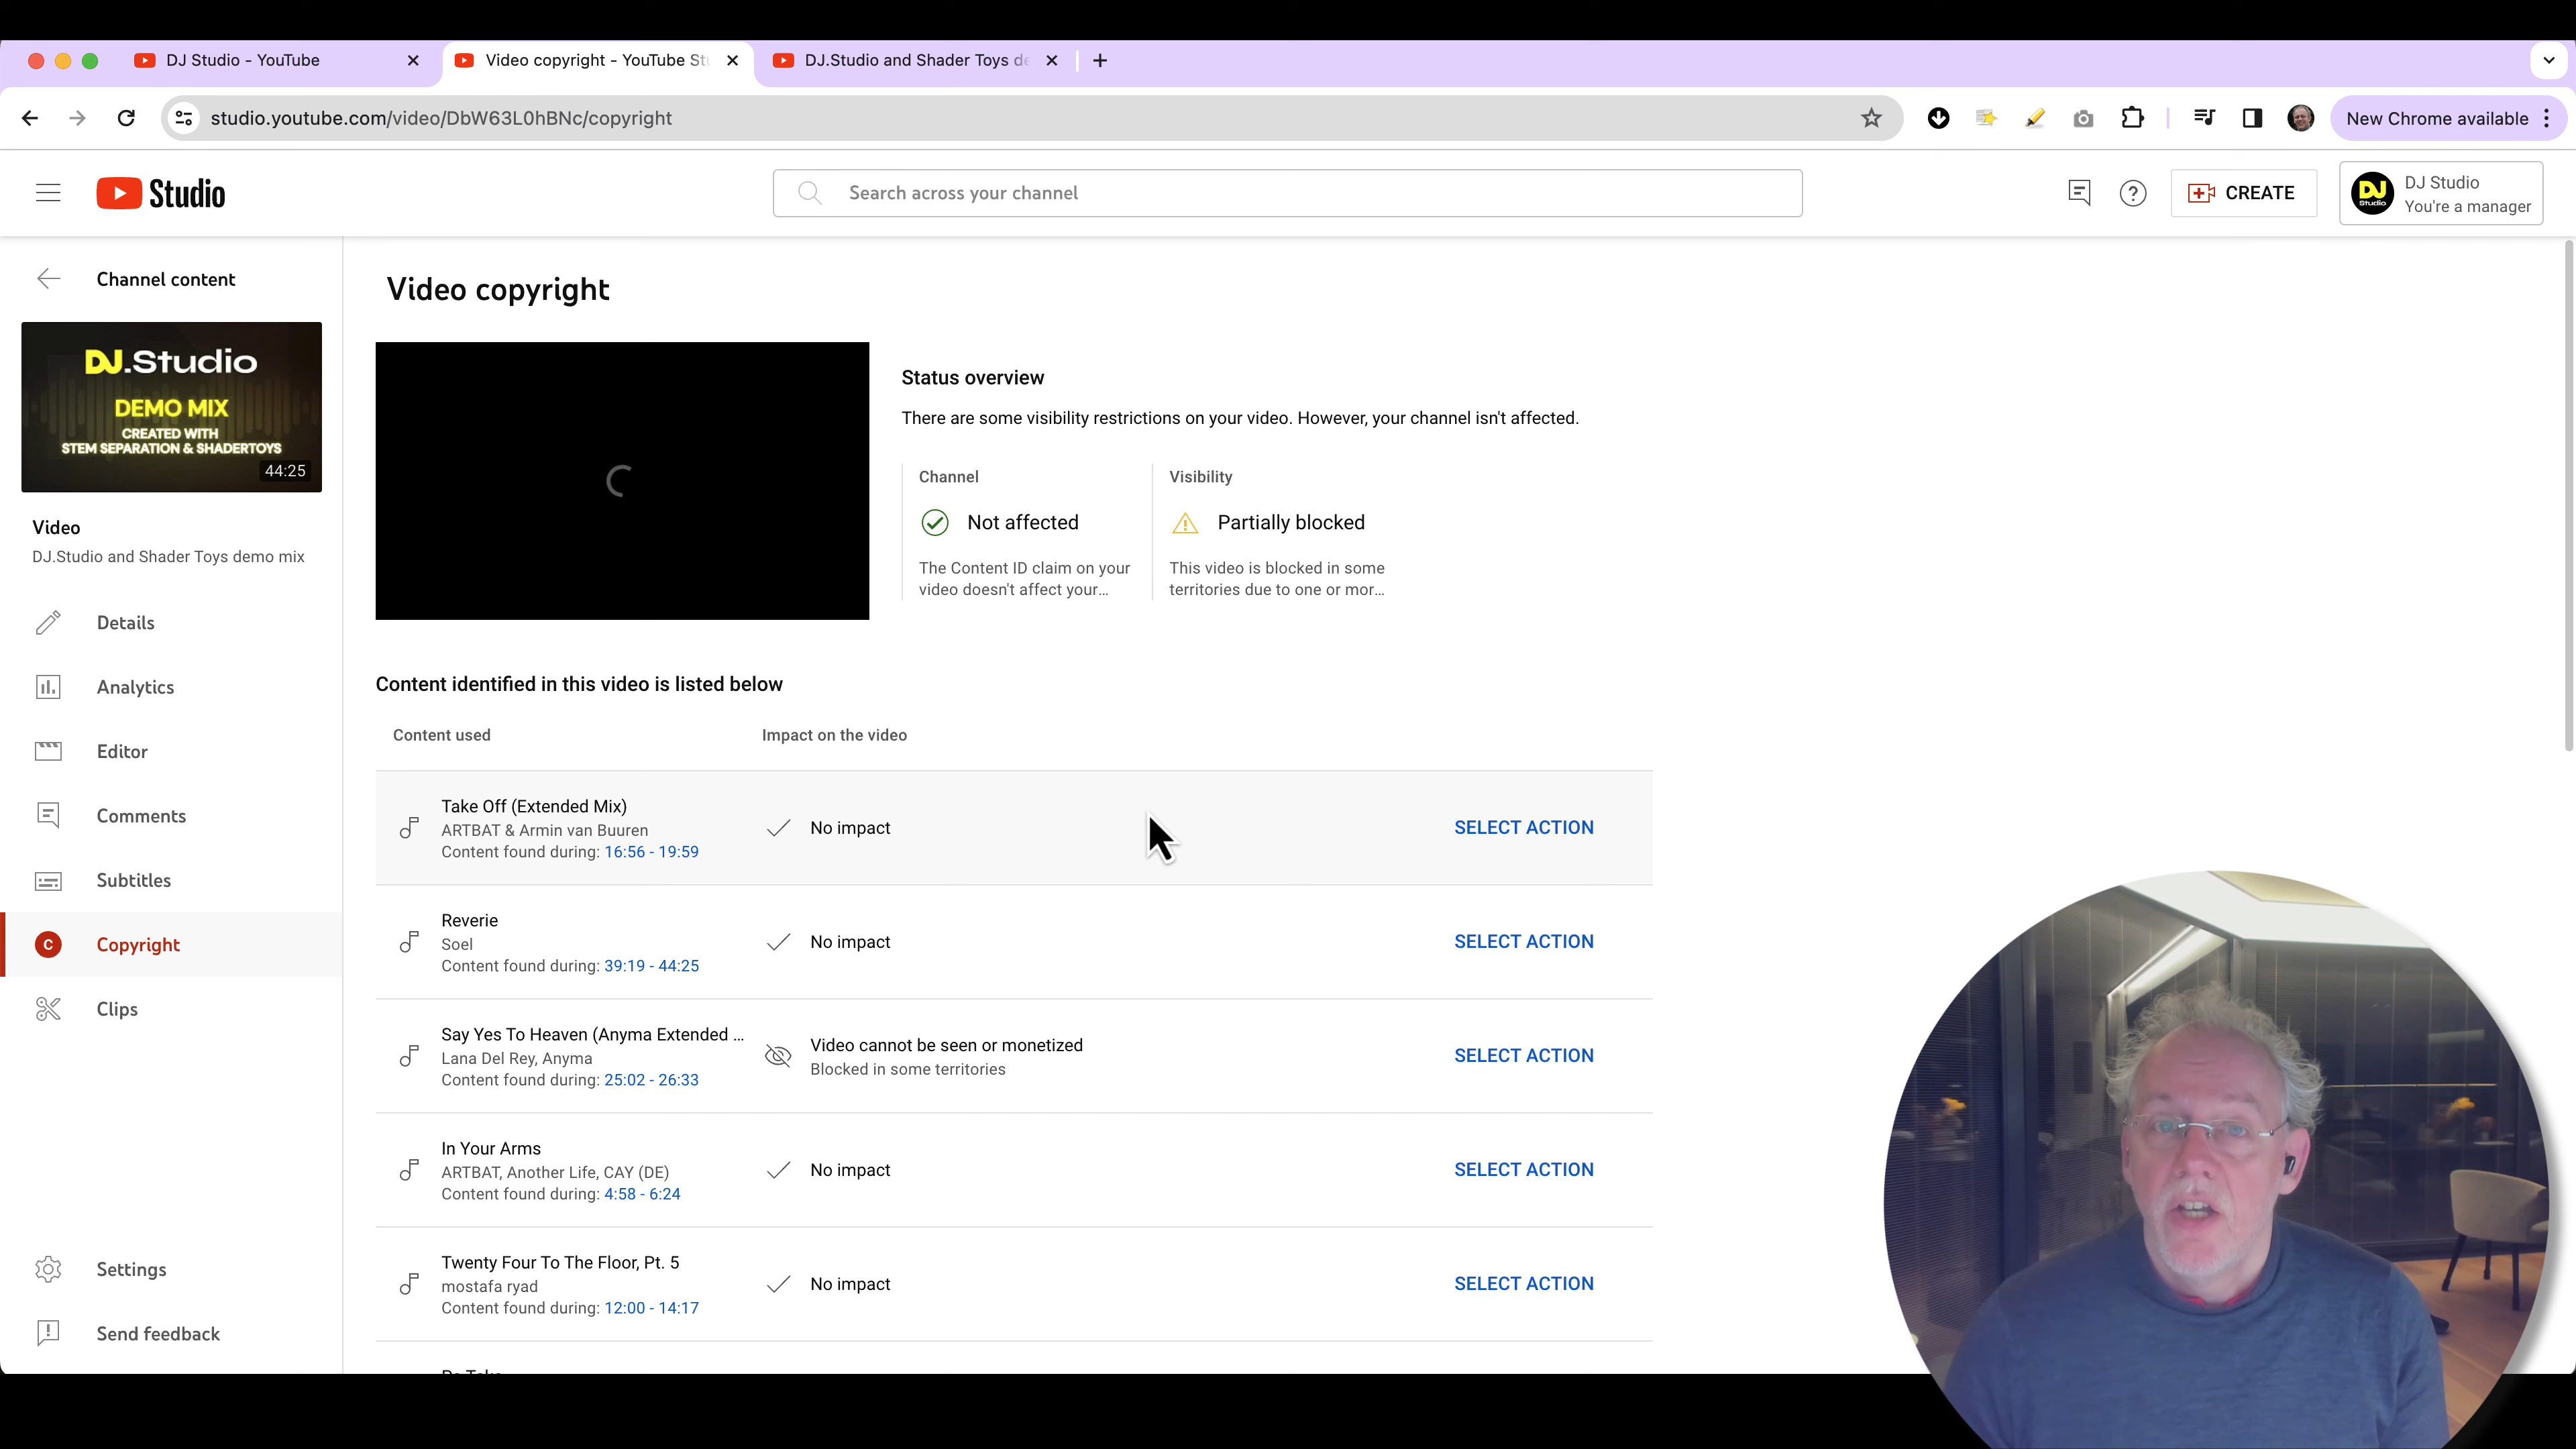 DJ Studio - YouTube
Video copyright - YouTube St
DJ.Studio and Shader Toys de
studio.youtube.com/video/DbW63L0hBNc/copyright
New Chrome available
Studio
Search across your channel
CREATE
DJ Studio
DJ Studio
You're a manager
Channel content
DJ.Studio
DEMO MIX
CREATED WITH
STEM SEPARATION & SHADERTOYS
44:25
Video
DJ.Studio and Shader Toys demo mix
Details
Analytics
Editor
Comments
Subtitles
C Copyright
Clips
Settings
Send feedback
Video copyright
Status overview
There are some visibility restrictions on your video. However, your channel isn't affected.
Channel
Not affected
The Content ID claim on your
video doesn't affect your...
Visibility
Partially blocked
This video is blocked in some
territories due to one or mor...
Content identified in this video is listed below
Content used
Impact on the video
Take Off (Extended Mix)
ARTBAT & Armin van Buuren
Content found during: 16:56 - 19:59
No impact
SELECT ACTION
Reverie
Soel
Content found during: 39:19 - 44:25
No impact
SELECT ACTION
Say Yes To Heaven (Anyma Extended ...
Lana Del Rey, Anyma
Content found during: 25:02 - 26:33
Video cannot be seen or monetized
Blocked in some territories
SELECT ACTION
In Your Arms
ARTBAT, Another Life, CAY (DE)
Content found during: 4:58 - 6:24
No impact
SELECT ACTION
Twenty Four To The Floor, Pt. 5
mostafa ryad
Content found during: 12:00 - 14:17
No impact
SELECT ACTION